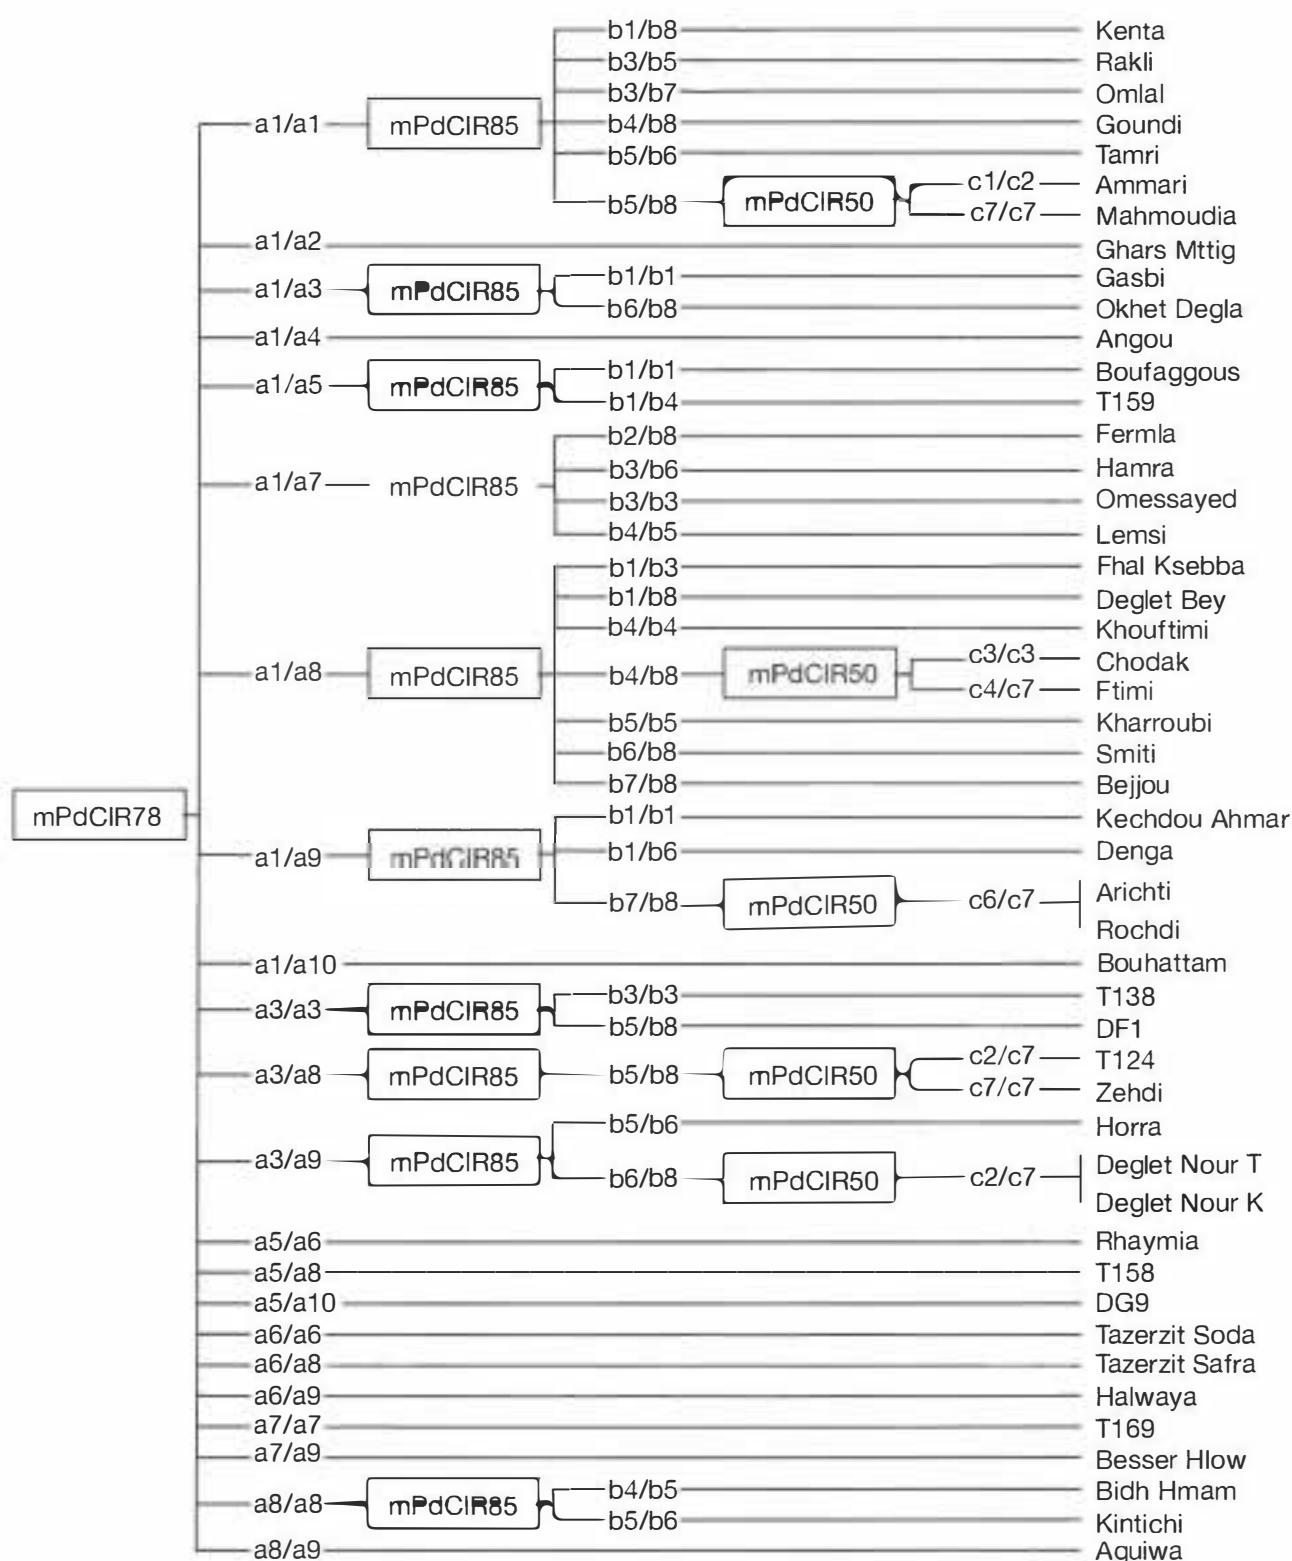 b1/b8 Kenta
b3/b5 Rakli
b3/b7 Omlal
a1/a1 mPdCIR85 b4/b8 Goundi
b5/b6 Tamri
b5/b8 mPdCIR50 c1/c2 Ammari
c7/c7 Mahmoudia
a1/a2 Ghars Mttig
a1/a3 mPdCIR85 b1/b1 Gasbi
b6/b8 Okhet Degla
a1/a4 Angou
a1/a5 mPdCIR85 b1/b1 Boufaggous
b1/b4 T159
b2/b8 Fermla
a1/a7 mPdCIR85 b3/b6 Hamra
b3/b3 Omessayed
b4/b5 Lemsi
b1/b3 Fhal Ksebba
b1/b8 Deglet Bey
b4/b4 Khouftimi
a1/a8 mPdCIR85 b4/b8 mPdCIR50 c3/c3 Chodak
c4/c7 Ftimi
b5/b5 Kharroubi
b6/b8 Smiti
b7/b8 Bejjou
mPdCIR78
b1/b1 Kechdou Ahmar
a1/a9 mPdCIR85 b1/b6 Denga
b7/b8 mPdCIR50 c6/c7 Arichti
Rochdi
a1/a10 Bouhattam
a3/a3 mPdCIR85 b3/b3 T138
b5/b8 DF1
a3/a8 mPdCIR85 b5/b8 mPdCIR50 c2/c7 T124
c7/c7 Zehdi
b5/b6 Horra
a3/a9 mPdCIR85 b6/b8 mPdCIR50 c2/c7 Deglet Nour T
Deglet Nour K
a5/a6 Rhaymia
a5/a8 T158
a5/a10 DG9
a6/a6 Tazerzit Soda
a6/a8 Tazerzit Safra
a6/a9 Halwaya
a7/a7 T169
a7/a9 Besser Hlow
a8/a8 mPdCIR85 b4/b5 Bidh Hmam
b5/b6 Kintichi
a8/a9 Aguiwa